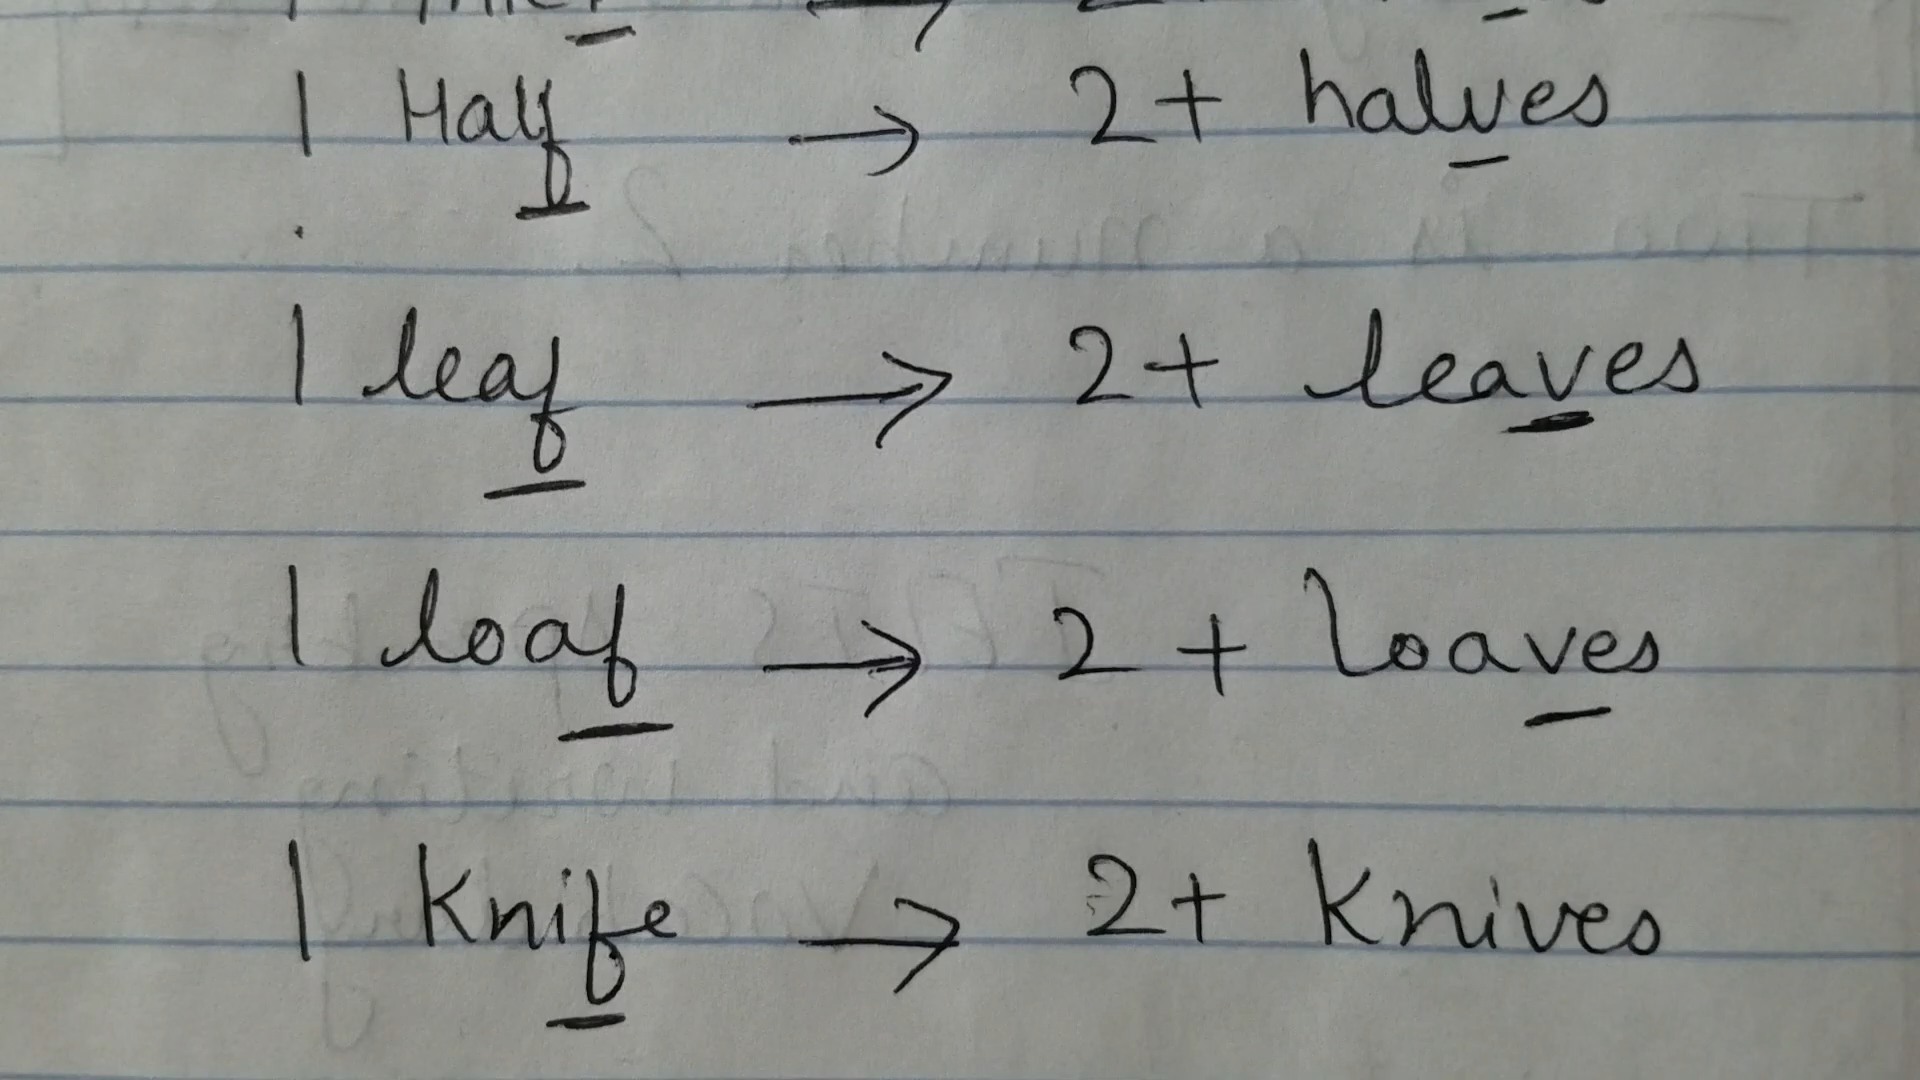 1 Half → 2+ halves
1 leaf → 2+ leaves
1 loaf → 2 + loaves
1 Knife → 2+ Knives